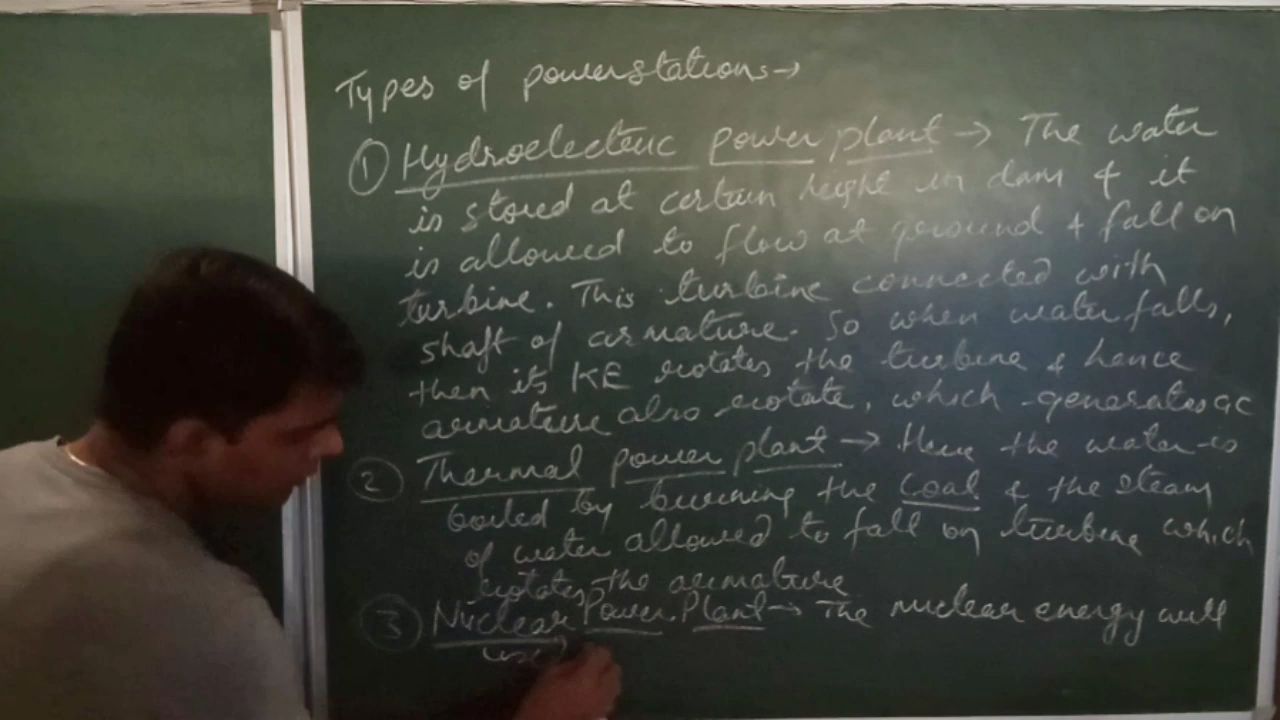 Types of powerstations→
① Hydroelectric power plant → The water
is stored at certain height in dam & it
is allowed to flow at ground & fall on
turbine. This turbine connected with
shaft of armature. So when water falls,
then its KE rotates the turbine & hence
armature also rotate, which generates ac
② Thermal power plant → Here the water is
boiled by burning the coal & the steam
of water allowed to fall on turbine which
rotates the armature
③ Nuclear Power Plant → The nuclear energy will
use